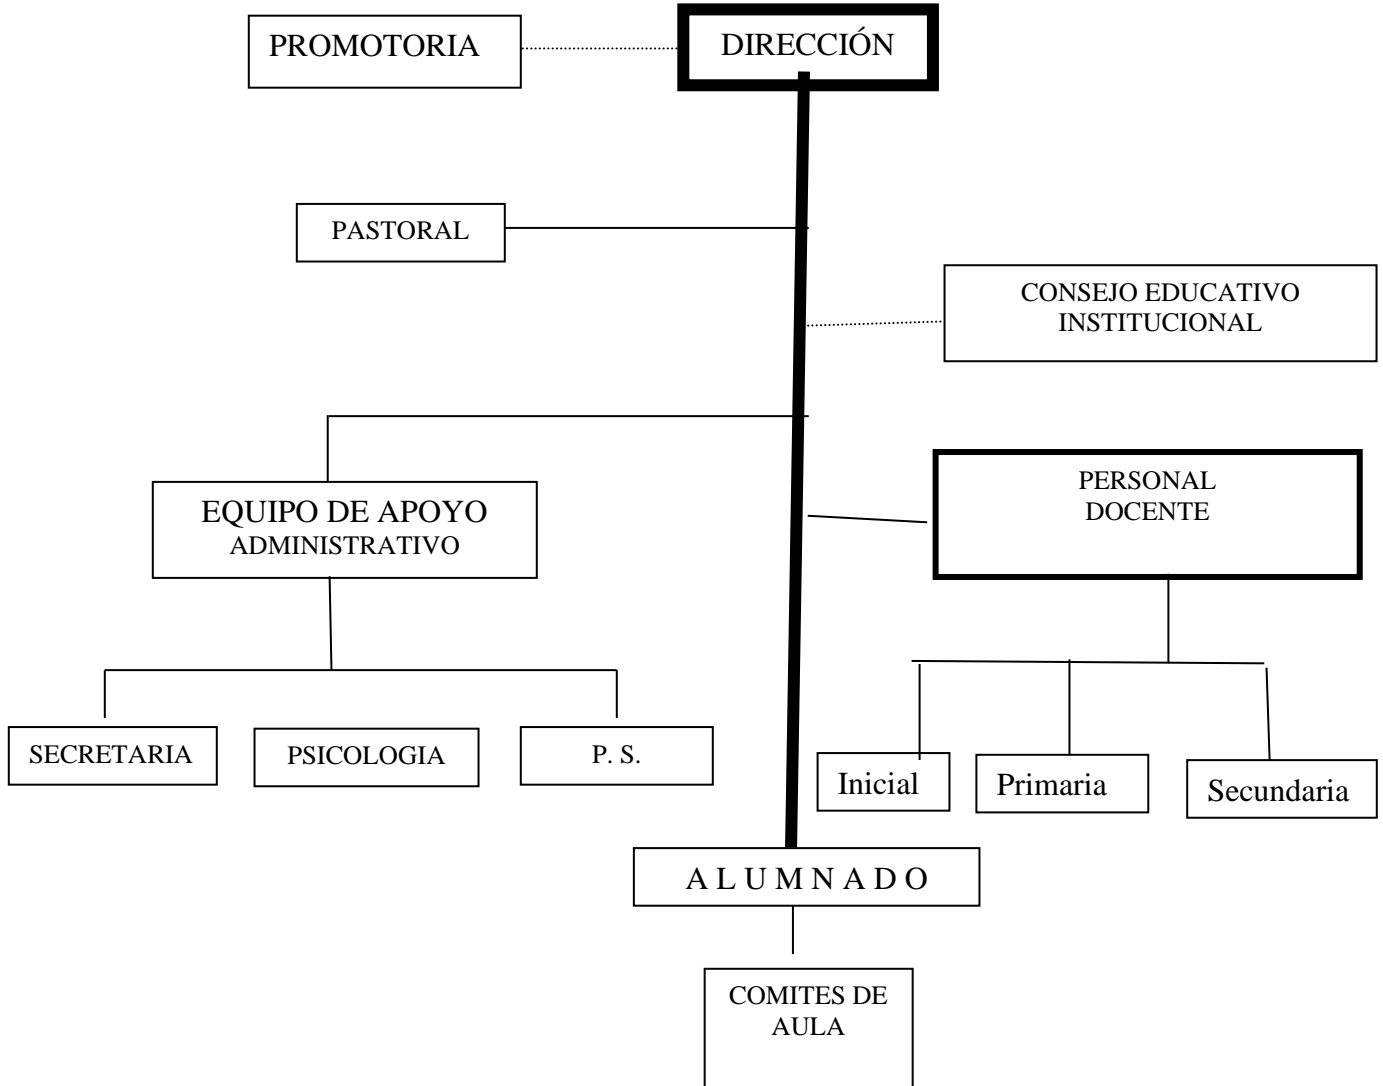 PROMOTORIA
DIRECCIÓN
PASTORAL
CONSEJO EDUCATIVO
INSTITUCIONAL
EQUIPO DE APOYO
ADMINISTRATIVO
PERSONAL
DOCENTE
SECRETARIA
PSICOLOGIA
P. S.
Inicial
Primaria
Secundaria
A L U M N A D O
COMITES DE
AULA